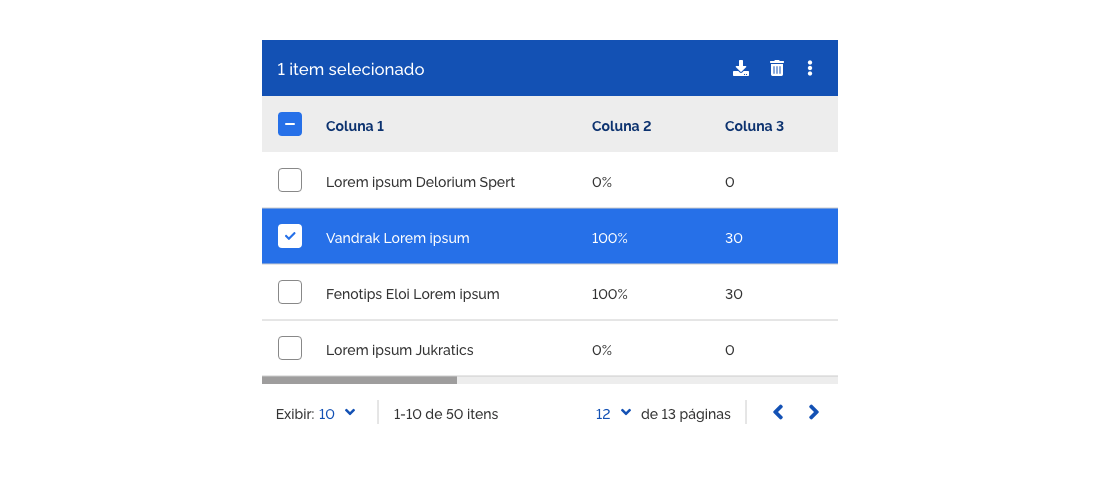 1 item selecionado
Coluna 1 Coluna 2 Coluna 3
Lorem ipsum Delorium Spert 0% 0
Vandrak Lorem ipsum 100% 30
Fenotips Eloi Lorem ipsum 100% 30
Lorem ipsum Jukratics 0% 0
Exibir: 10 1-10 de 50 itens 12 de 13 páginas